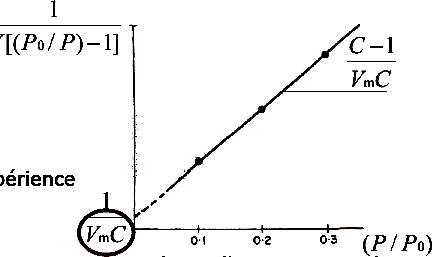 1
V[(P₀/P)−1]
C−1
VmC
périence
1
VmC
0·1 0·2 0·3 (P/P₀)